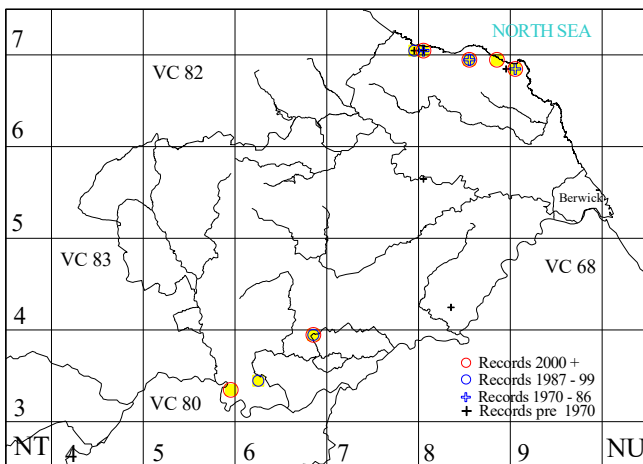 NORTH SEA
7
VC 82
6
Berwick
5
VC 83
VC 68
4
Records 2000 +
Records 1987 - 99
Records 1970 - 86
Records pre 1970
VC 80
3
NT 4 5 6 7 8 9 NU